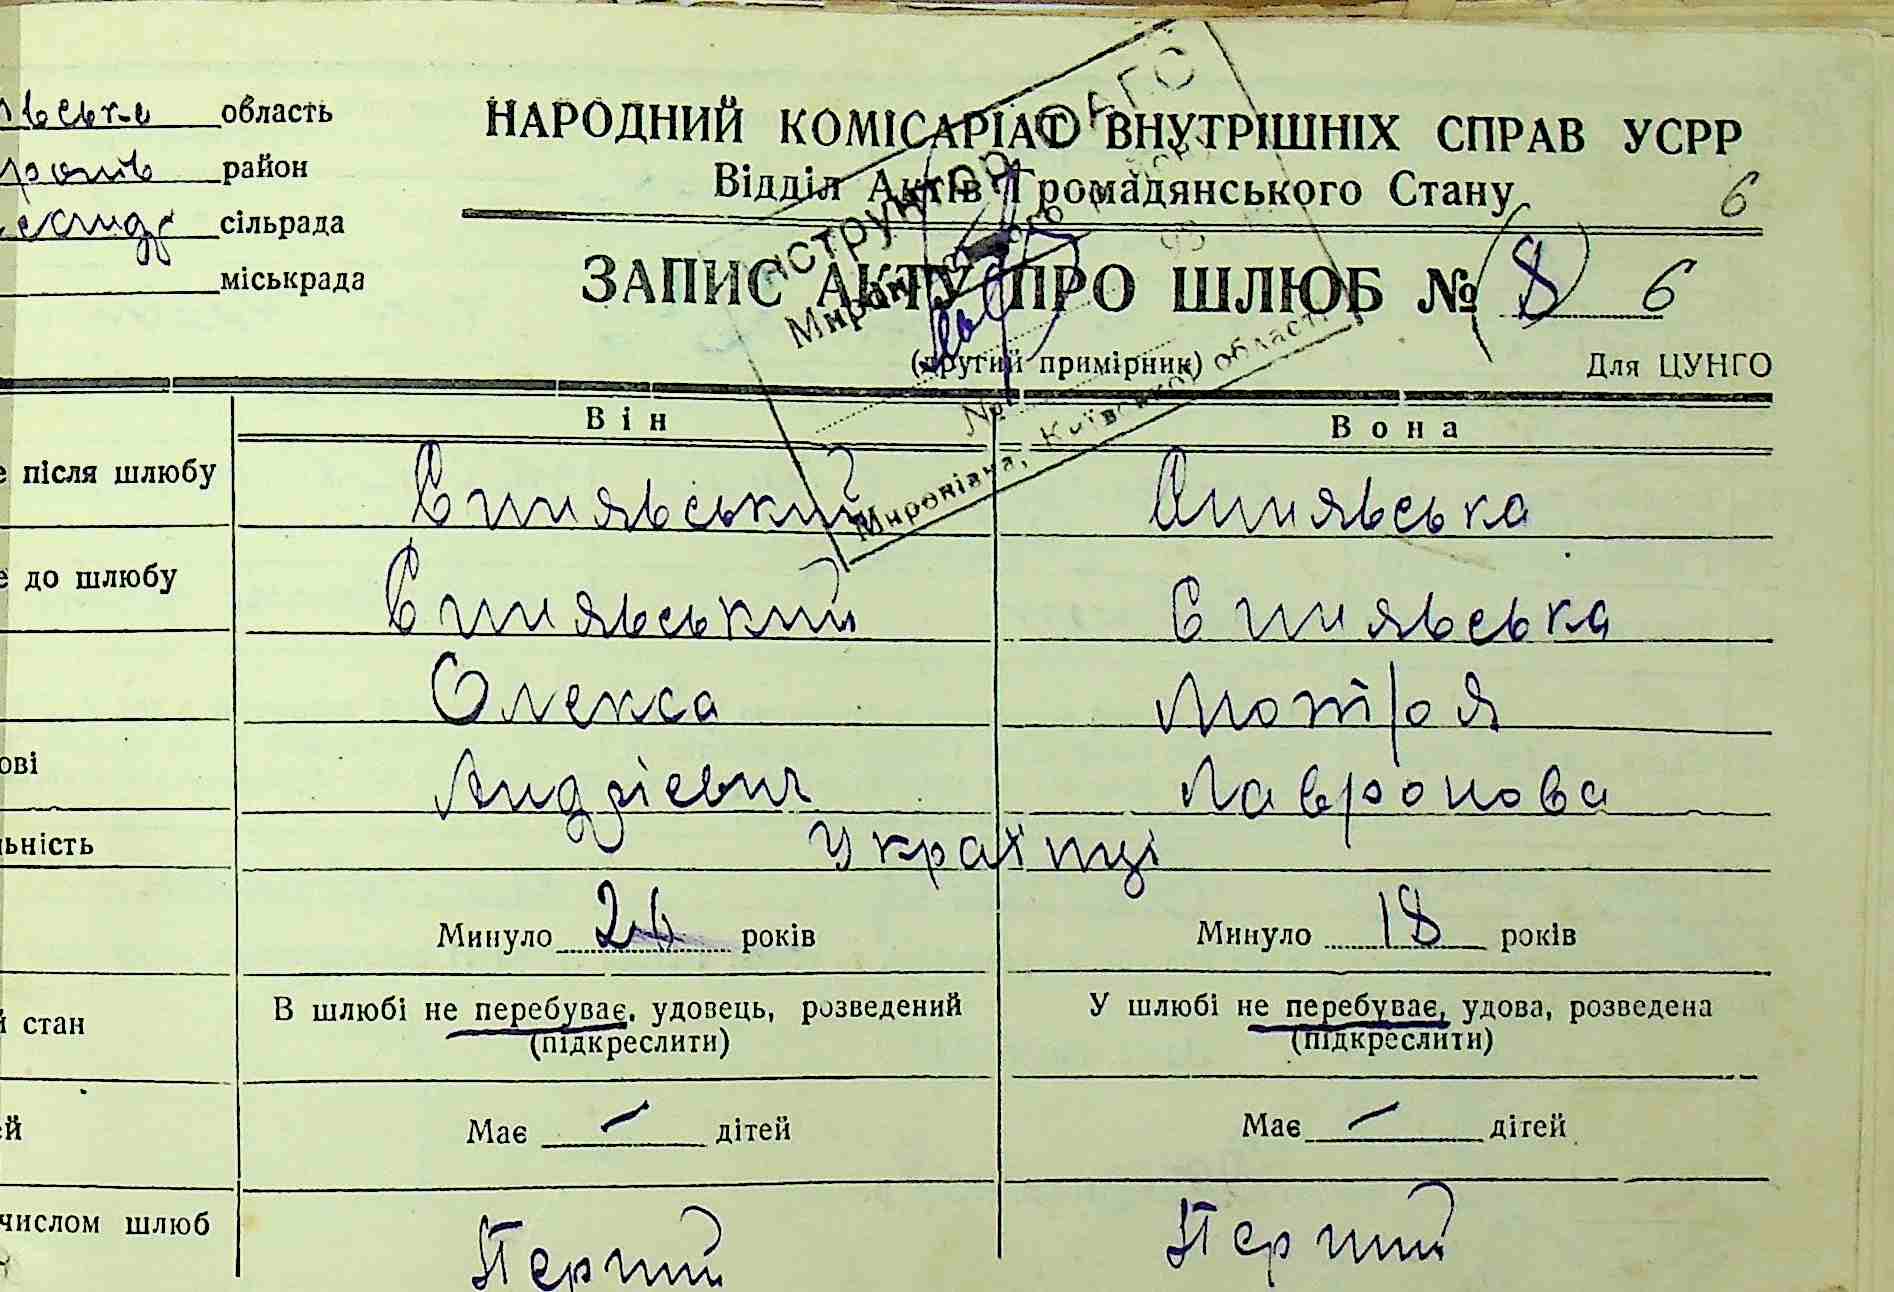 область
район
сільрада
міськрада
НАРОДНИЙ КОМІСАРІАТ ВНУТРІШНІХ СПРАВ УСРР
Відділ Актів Громадянського Стану
6
ЗАПИС АКТУ ПРО ШЛЮБ № (8) 6
(другий примірник)
Для ЦУНГО
Миронівка, Київської області
Він Вона
після шлюбу Синявський Синявська
до шлюбу Синявський Синявська
Олекса Мотря
ові Андрієвич Лавронова
ьність Українці
Минуло 26 років Минуло 18 років
стан В шлюбі не перебуває, удовець, розведений У шлюбі не перебуває, удова, розведена
(підкреслити) (підкреслити)
й Має — дітей Має — дітей
числом шлюб Перший Перший